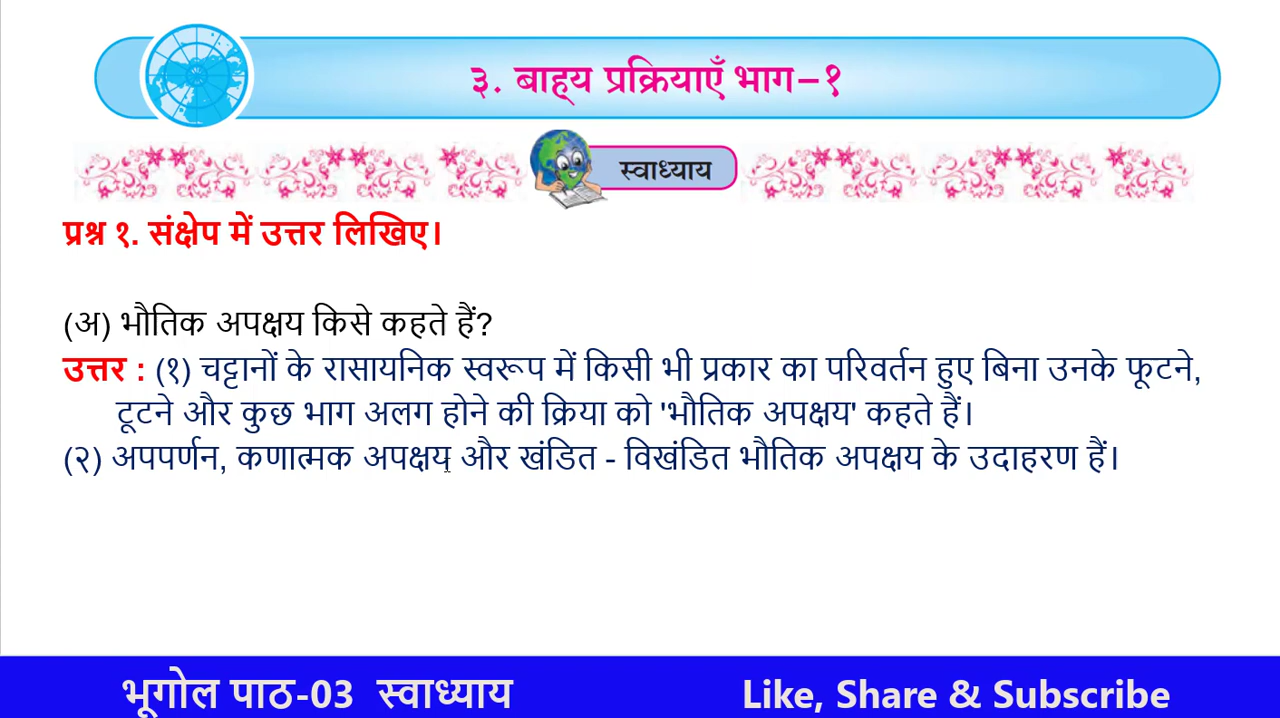 ३. बाह्‌य प्रक्रियाएँ भाग-१
स्वाध्याय
प्रश्न १. संक्षेप में उत्तर लिखिए।
(अ) भौतिक अपक्षय किसे कहते हैं?
उत्तर : (१) चट्टानों के रासायनिक स्वरूप में किसी भी प्रकार का परिवर्तन हुए बिना उनके फूटने,
टूटने और कुछ भाग अलग होने की क्रिया को 'भौतिक अपक्षय' कहते हैं।
(२) अपपर्णन, कणात्मक अपक्षय और खंडित - विखंडित भौतिक अपक्षय के उदाहरण हैं।
भूगोल पाठ-03 स्वाध्याय
Like, Share & Subscribe